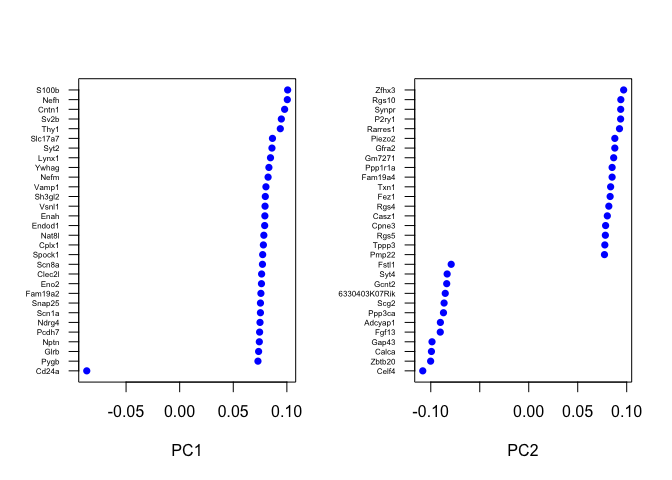 S100b
Nefh
Cntn1
Sv2b
Thy1
Slc17a7
Syt2
Lynx1
Ywhag
Nefm
Vamp1
Sh3gl2
Vsnl1
Enah
Endod1
Nat8l
Cplx1
Spock1
Scn8a
Clec2l
Eno2
Fam19a2
Snap25
Scn1a
Ndrg4
Pcdh7
Nptn
Glrb
Pygb
Cd24a
-0.05 0.00 0.05 0.10
PC1
Zfhx3
Rgs10
Synpr
P2ry1
Rarres1
Piezo2
Gfra2
Gm7271
Ppp1r1a
Fam19a4
Txn1
Fez1
Rgs4
Casz1
Cpne3
Rgs5
Tppp3
Pmp22
Fstl1
Syt4
Gcnt2
6330403K07Rik
Scg2
Ppp3ca
Adcyap1
Fgf13
Gap43
Calca
Zbtb20
Celf4
-0.10 0.00 0.05 0.10
PC2